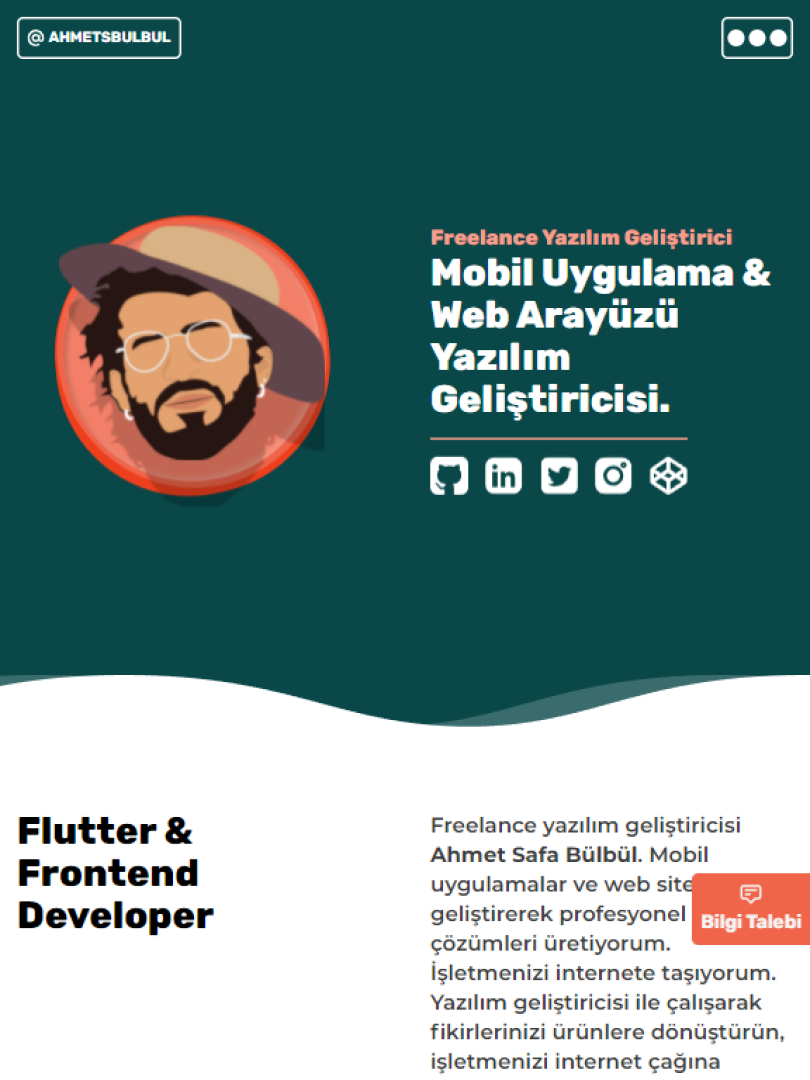 @ AHMETSBULBUL
Freelance Yazılım Geliştirici
Mobil Uygulama &
Web Arayüzü
Yazılım
Geliştiricisi.
in
Flutter &
Frontend
Developer
Freelance yazılım geliştiricisi
Ahmet Safa Bülbül. Mobil
uygulamalar ve web site
geliştirerek profesyonel
çözümleri üretiyorum.
İşletmenizi internete taşıyorum.
Yazılım geliştiricisi ile çalışarak
fikirlerinizi ürünlere dönüştürün,
işletmenizi internet çağına
Bilgi Talebi